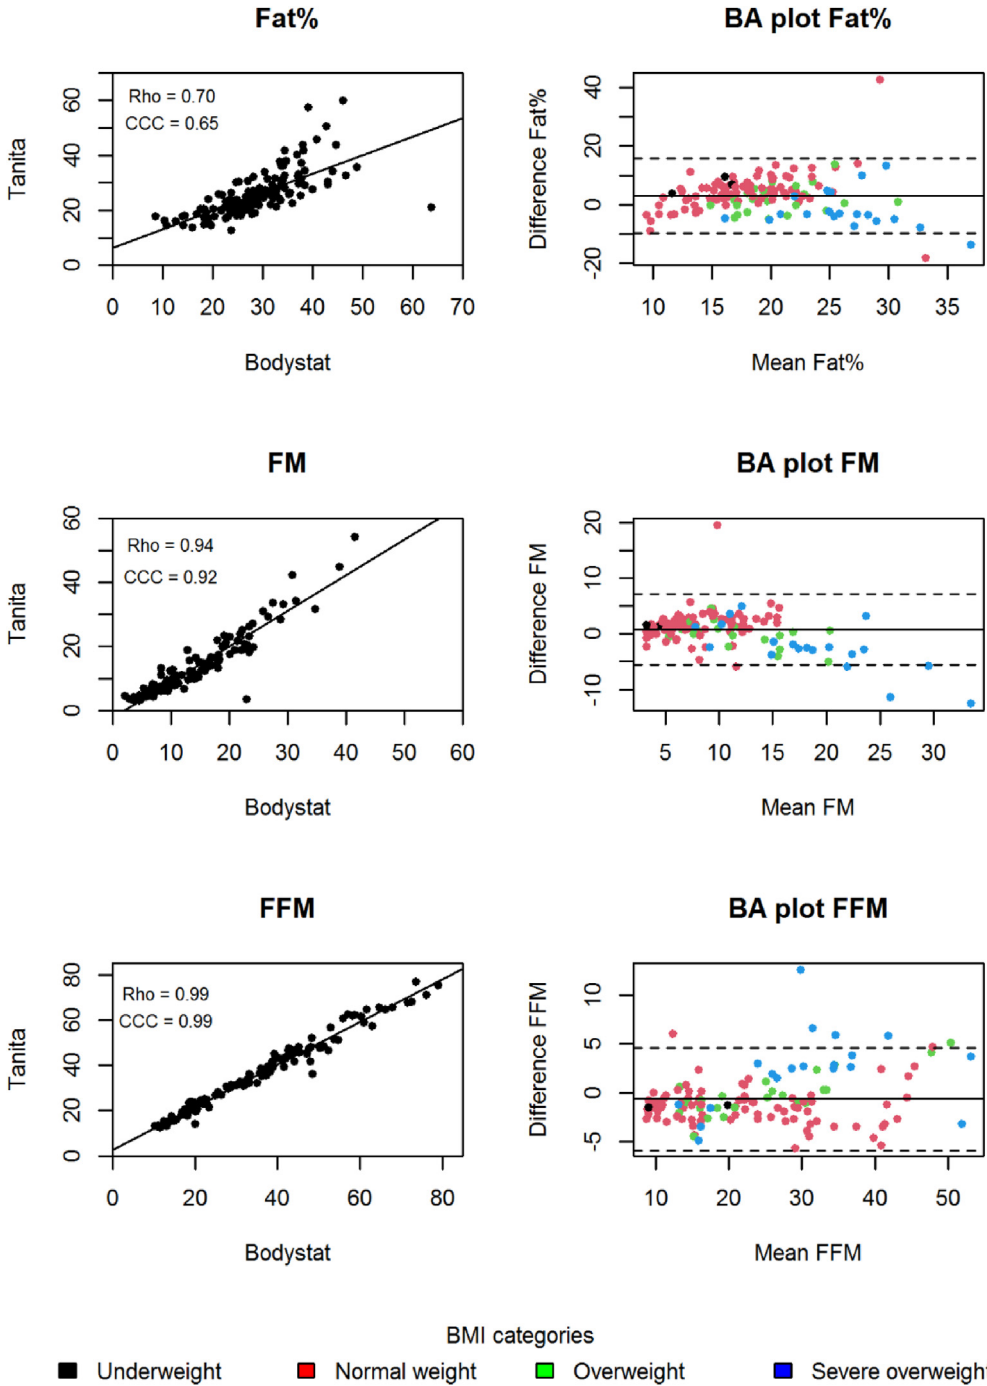 Fat%
BA plot Fat%
Rho = 0.70
CCC = 0.65
Tanita
0 20 40 60
0 10 20 30 40 50 60 70
Bodystat
Difference Fat%
-20 0 20 40
10 15 20 25 30 35
Mean Fat%
FM
BA plot FM
Rho = 0.94
CCC = 0.92
Tanita
0 20 40 60
0 10 20 30 40 50 60
Bodystat
Difference FM
-10 0 10 20
5 10 15 20 25 30
Mean FM
FFM
BA plot FFM
Rho = 0.99
CCC = 0.99
Tanita
0 20 40 60 80
0 20 40 60 80
Bodystat
Difference FFM
-5 0 5 10
10 20 30 40 50
Mean FFM
BMI categories
Underweight Normal weight Overweight Severe overweight